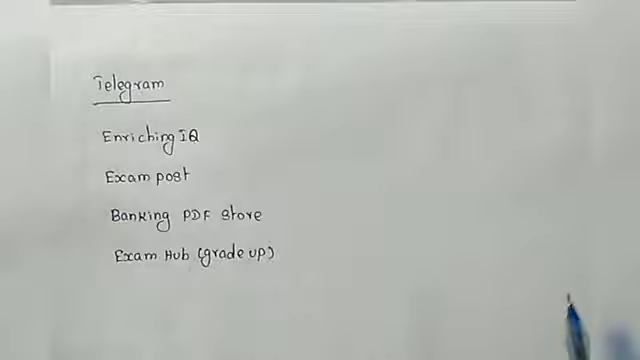 Telegram
Enriching IQ
Exam post
Banking PDF store
Exam Hub (grade up)